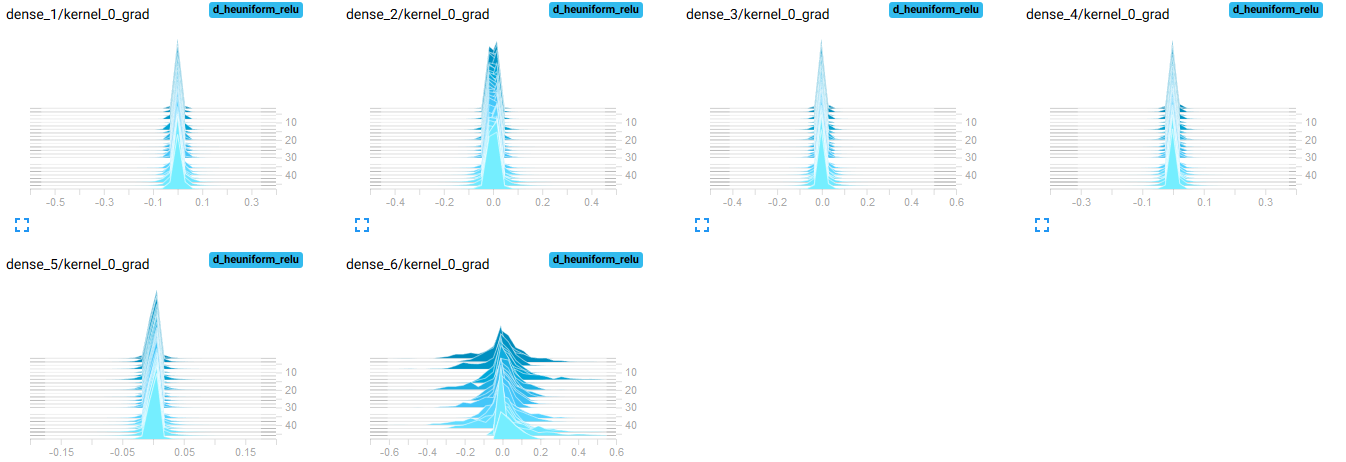 dense_1/kernel_0_grad
d_heuniform_relu
10
20
30
40
-0.5 -0.3 -0.1 0.1 0.3
dense_2/kernel_0_grad
d_heuniform_relu
10
20
30
40
-0.4 -0.2 0.0 0.2 0.4
dense_3/kernel_0_grad
d_heuniform_relu
10
20
30
40
-0.4 -0.2 0.0 0.2 0.4 0.6
dense_4/kernel_0_grad
d_heuniform_relu
10
20
30
40
-0.3 -0.1 0.1 0.3
dense_5/kernel_0_grad
d_heuniform_relu
10
20
30
40
-0.15 -0.05 0.05 0.15
dense_6/kernel_0_grad
d_heuniform_relu
10
20
30
40
-0.6 -0.4 -0.2 0.0 0.2 0.4 0.6